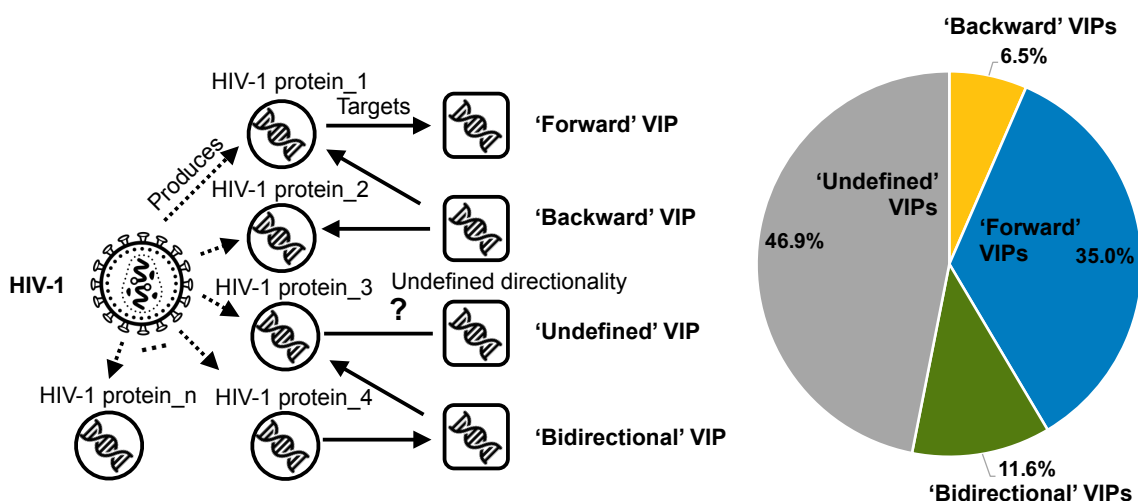 HIV-1 protein_1
Targets
'Forward' VIP
Produces
HIV-1 protein_2
'Backward' VIP
HIV-1
HIV-1 protein_3
Undefined directionality
?
'Undefined' VIP
HIV-1 protein_n
HIV-1 protein_4
'Bidirectional' VIP
'Backward' VIPs
6.5%
'Undefined'
VIPs
46.9%
'Forward'
VIPs
35.0%
11.6%
'Bidirectional' VIPs